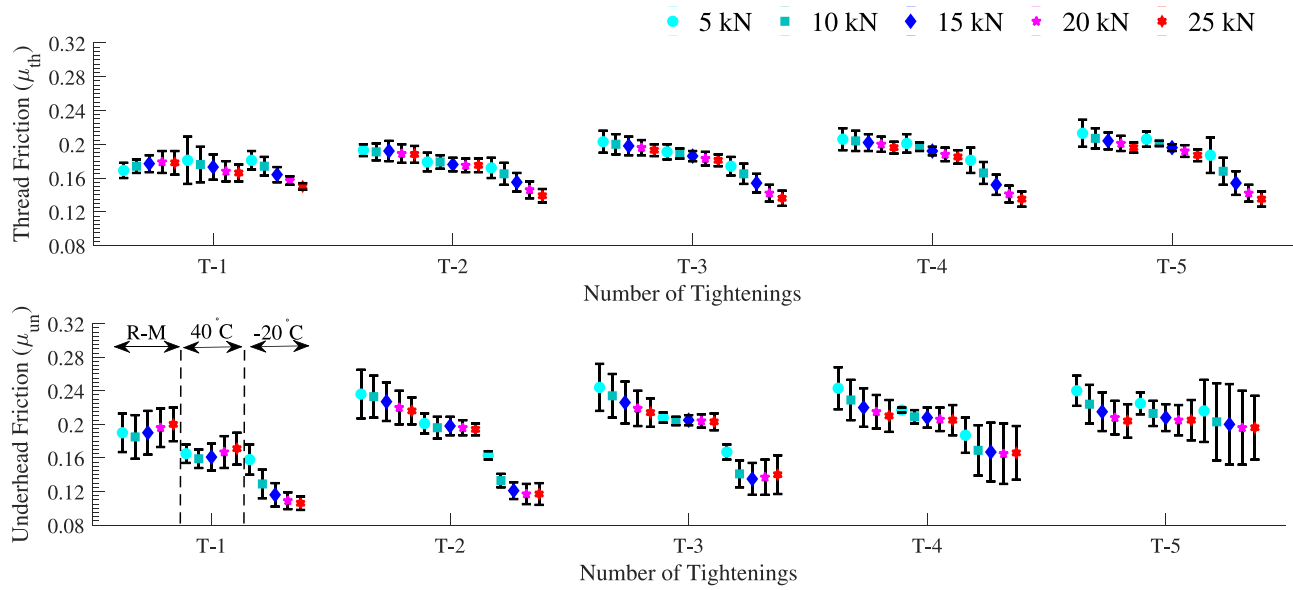 5 kN 10 kN 15 kN 20 kN 25 kN
Thread Friction (μth)
0.32
0.28
0.24
0.2
0.16
0.12
0.08
T-1 T-2 T-3 T-4 T-5
Number of Tightenings
Underhead Friction (μun)
0.32
0.28
0.24
0.2
0.16
0.12
0.08
R-M 40°C -20°C
T-1 T-2 T-3 T-4 T-5
Number of Tightenings